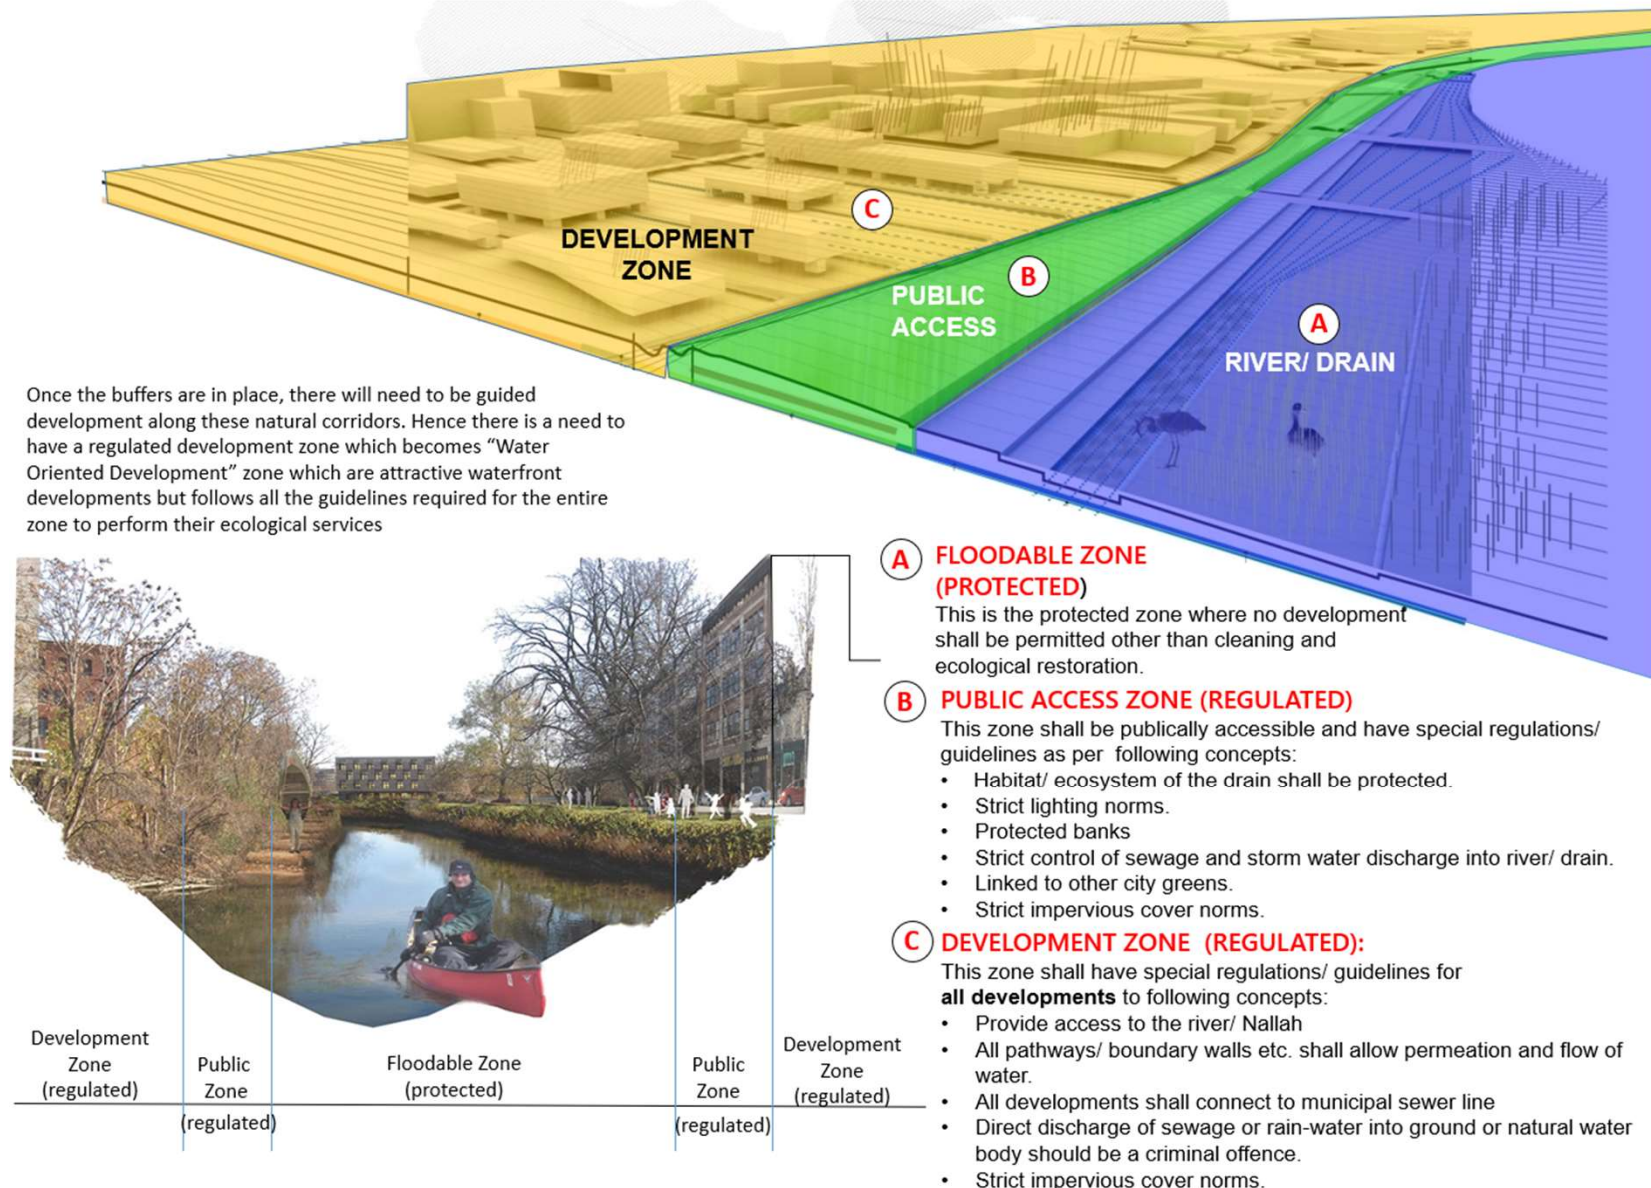 C
DEVELOPMENT
ZONE
B
PUBLIC
ACCESS
A
RIVER/ DRAIN
Once the buffers are in place, there will need to be guided
development along these natural corridors. Hence there is a need to
have a regulated development zone which becomes “Water
Oriented Development” zone which are attractive waterfront
developments but follows all the guidelines required for the entire
zone to perform their ecological services
A FLOODABLE ZONE
(PROTECTED)
This is the protected zone where no development
shall be permitted other than cleaning and
ecological restoration.
B PUBLIC ACCESS ZONE (REGULATED)
This zone shall be publically accessible and have special regulations/
guidelines as per following concepts:
• Habitat/ ecosystem of the drain shall be protected.
• Strict lighting norms.
• Protected banks
• Strict control of sewage and storm water discharge into river/ drain.
• Linked to other city greens.
• Strict impervious cover norms.
C DEVELOPMENT ZONE (REGULATED):
This zone shall have special regulations/ guidelines for
all developments to following concepts:
• Provide access to the river/ Nallah
• All pathways/ boundary walls etc. shall allow permeation and flow of
water.
• All developments shall connect to municipal sewer line
• Direct discharge of sewage or rain-water into ground or natural water
body should be a criminal offence.
• Strict impervious cover norms.
Development
Zone
(regulated)
Public
Zone
(regulated)
Floodable Zone
(protected)
Public
Zone
(regulated)
Development
Zone
(regulated)